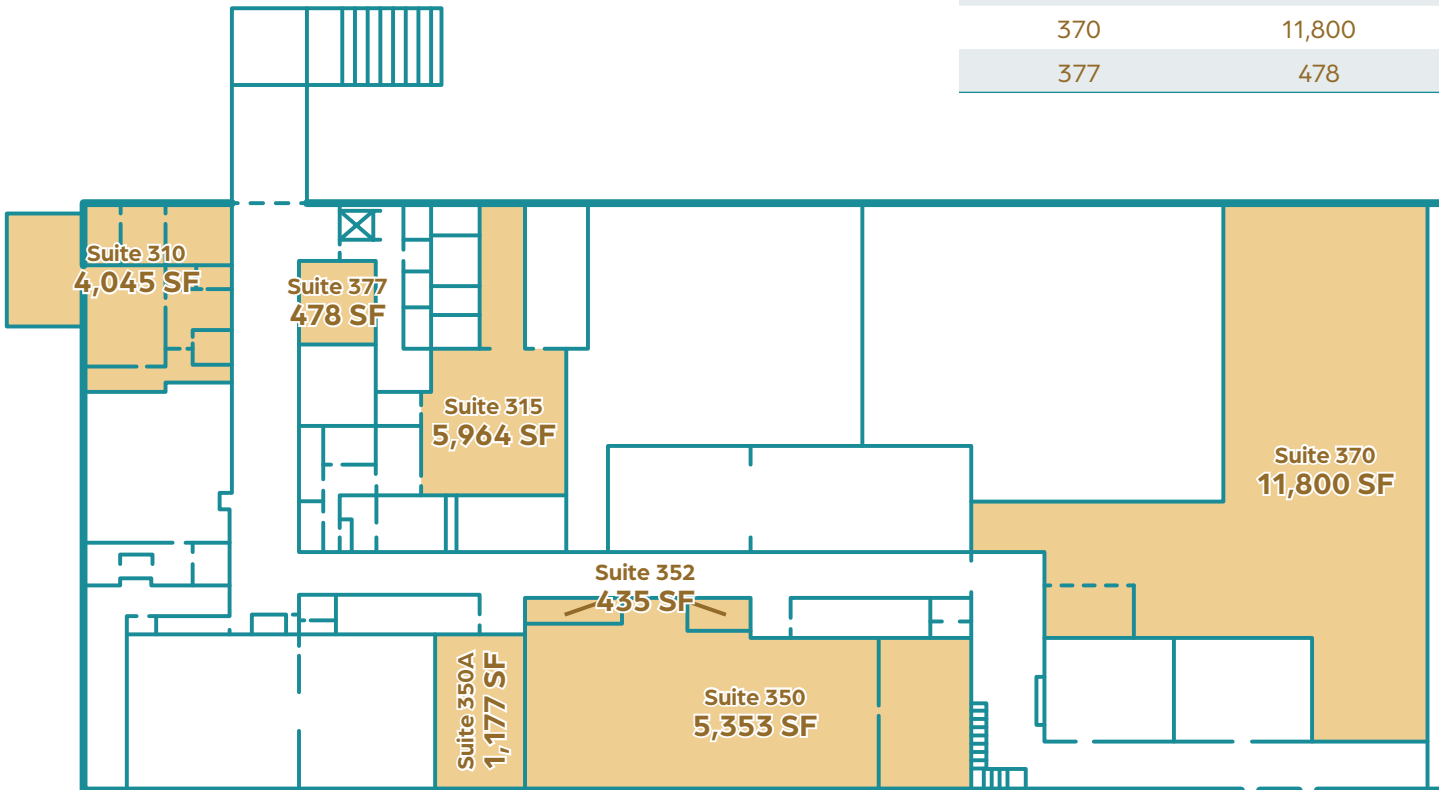 370 11,800
377 478
Suite 310
4,045 SF
Suite 377
478 SF
Suite 315
5,964 SF
Suite 370
11,800 SF
Suite 352
435 SF
Suite 350A
1,177 SF
Suite 350
5,353 SF